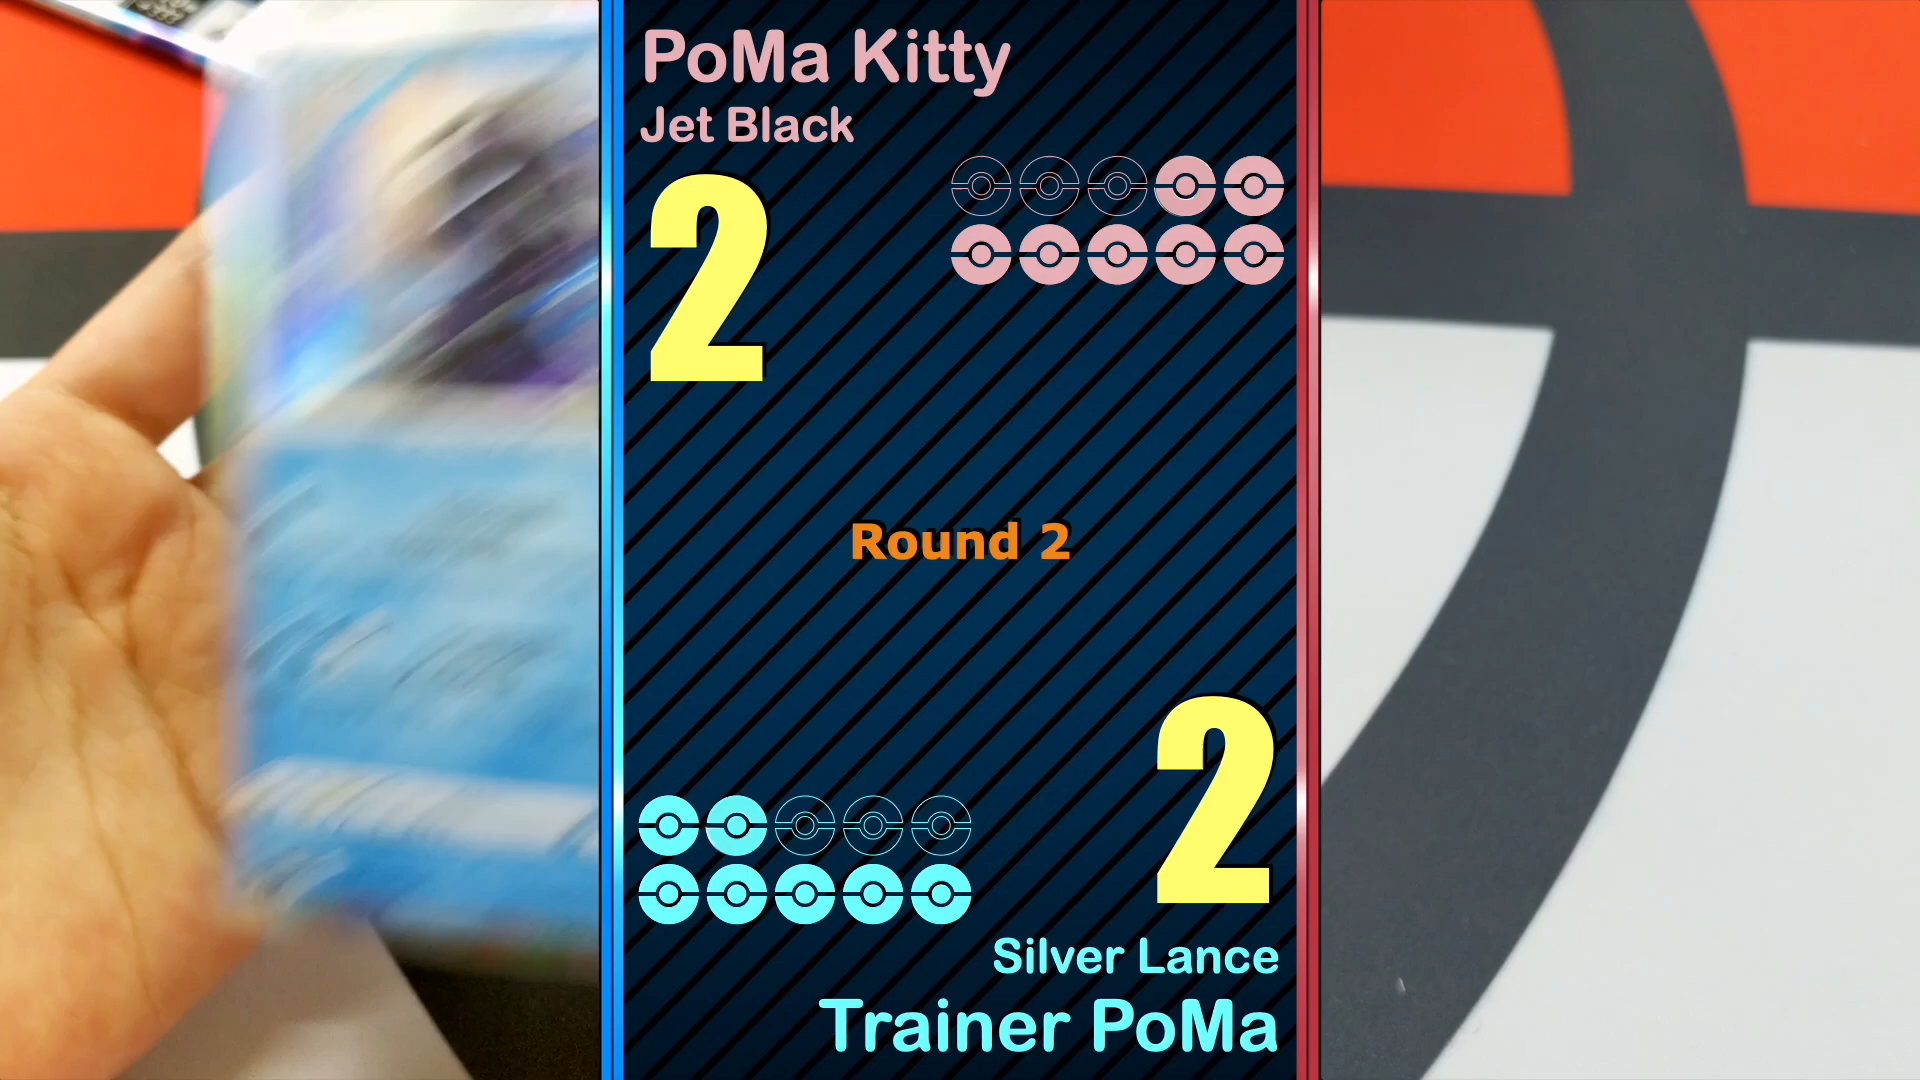 PoMa Kitty
Jet Black
2
Round 2
2
Silver Lance
Trainer PoMa